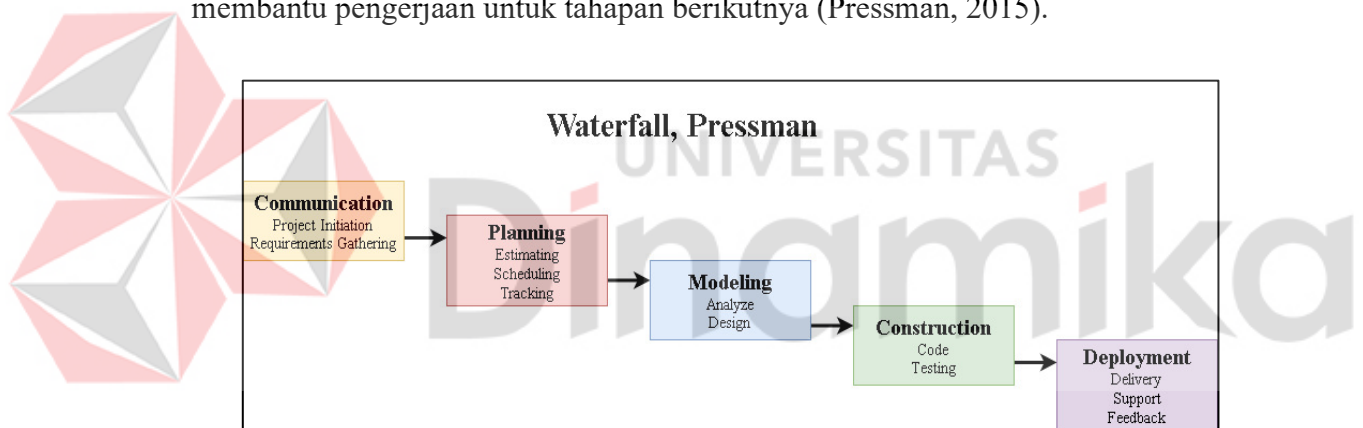 membantu pengerjaan untuk tahapan berikutnya (Pressman, 2015).
Waterfall, Pressman
UNIVERSITAS
Dinamika
Communication
Project Initiation
Requirements Gathering
Planning
Estimating
Scheduling
Tracking
Modeling
Analyze
Design
Construction
Code
Testing
Deployment
Delivery
Support
Feedback